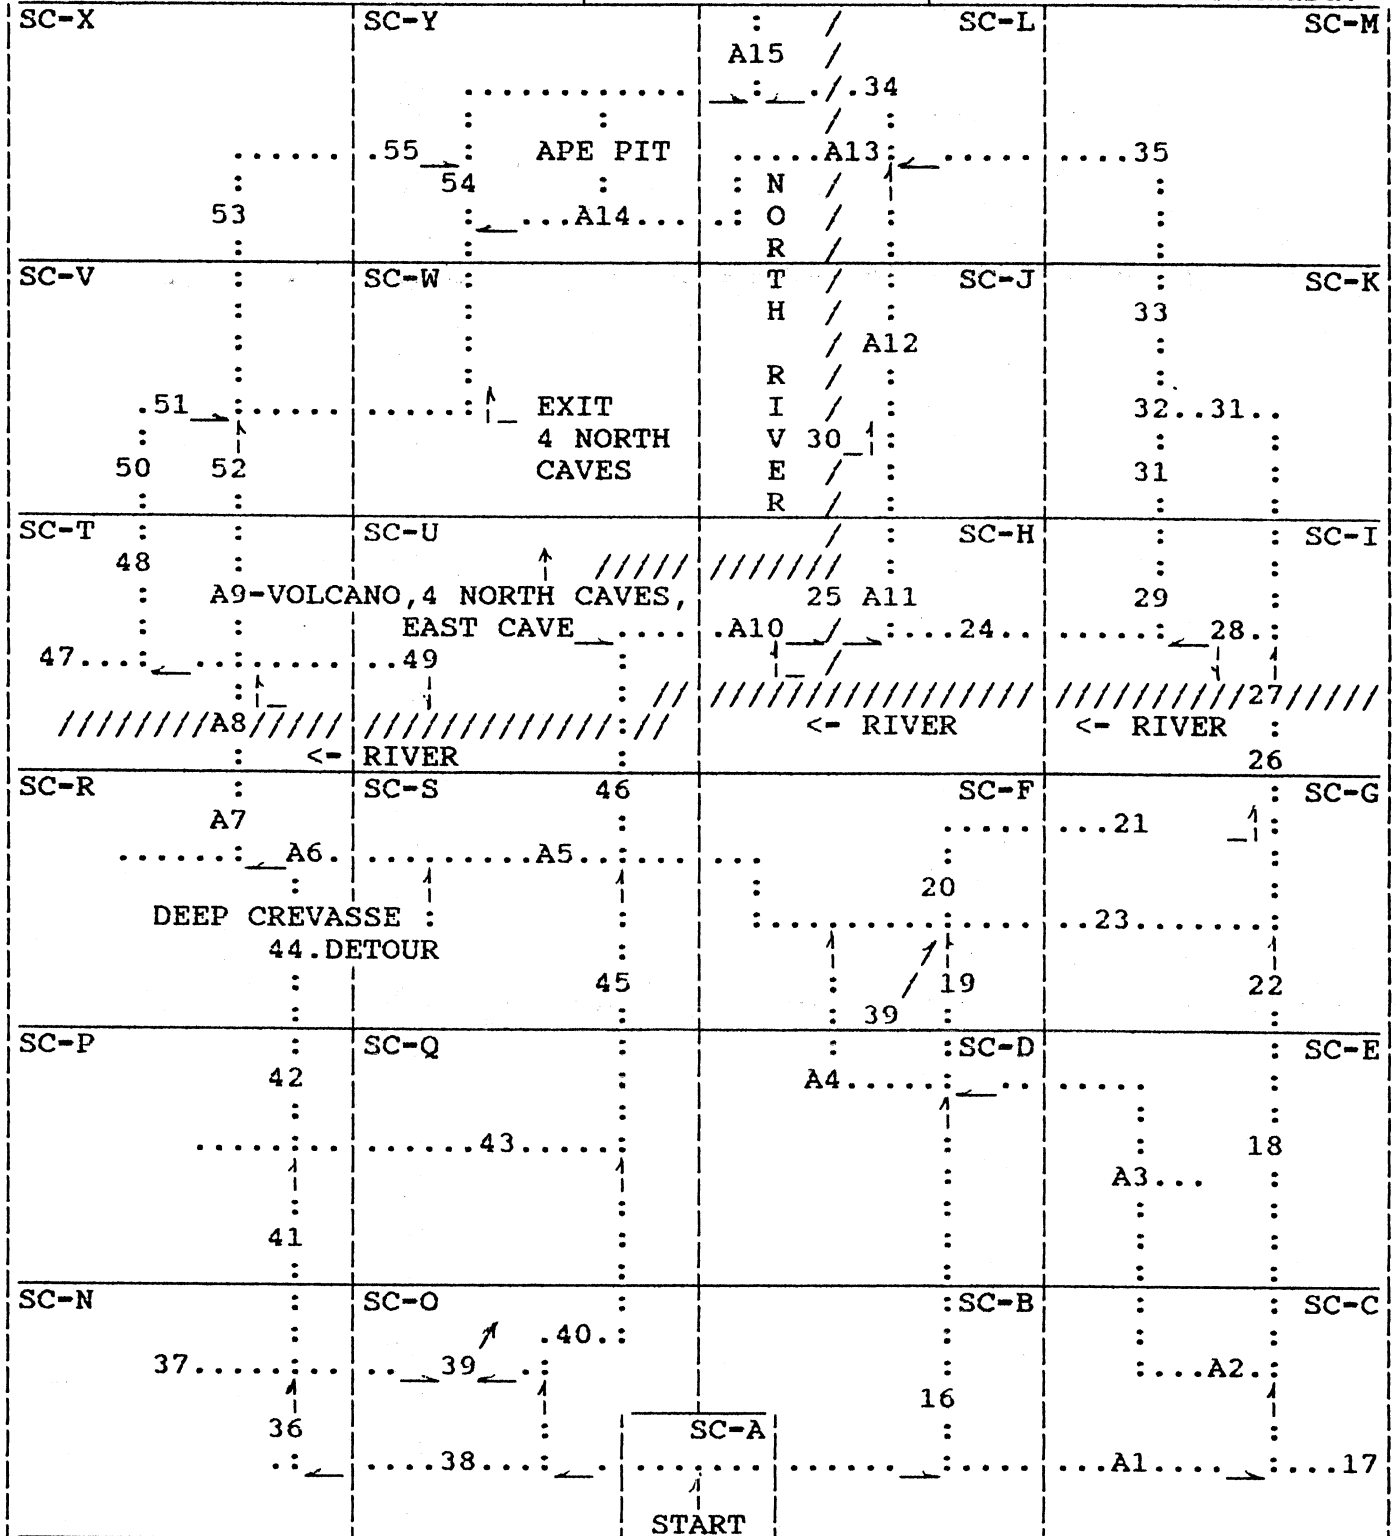 SC-X SC-Y SC-L SC-M
A15
34
55 APE PIT A13 35
54 N
53 A14 O
R
SC-V SC-W T SC-J SC-K
H 33
A12
R
51 EXIT I 32..31
4 NORTH V 30
50 52 CAVES E 31
R
SC-T SC-U SC-H SC-I
48
A9-VOLCANO,4 NORTH CAVES, 25 A11 29
EAST CAVE A10 24 28
47 49
27
A8 <- RIVER <- RIVER
<- RIVER 26
SC-R SC-S 46 SC-F SC-G
A7 21
A6 A5
20
DEEP CREVASSE 23
44.DETOUR
45 19 22
39
SC-P SC-Q SC-D SC-E
42 A4
43 18
A3
41
SC-N SC-O SC-B SC-C
40
37 39 A2
16
36 SC-A
38 A1 17
START